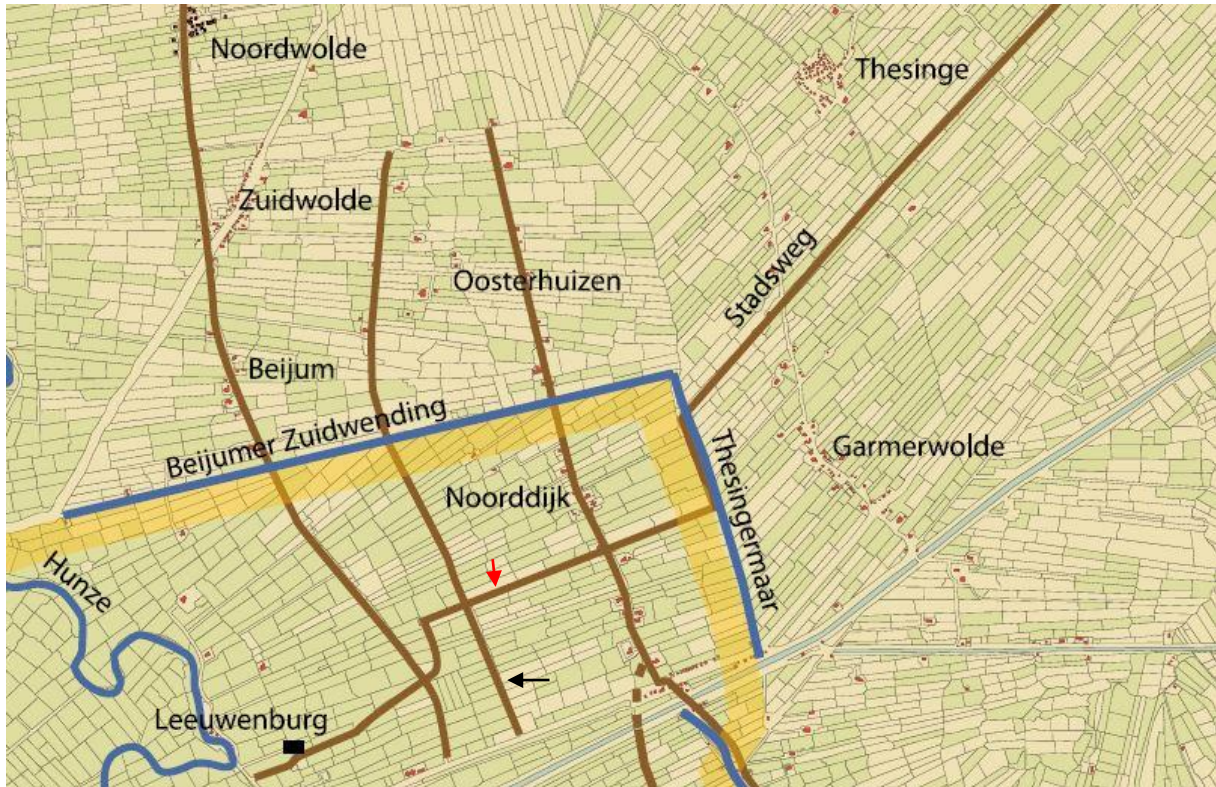 Noordwolde
Thesinge
Zuidwolde
Stadsweg
Oosterhuizen
Beijum
Beijumer Zuidwending
Thesingermaar
Garmerwolde
Noorddijk
Hunze
Leeuwenburg